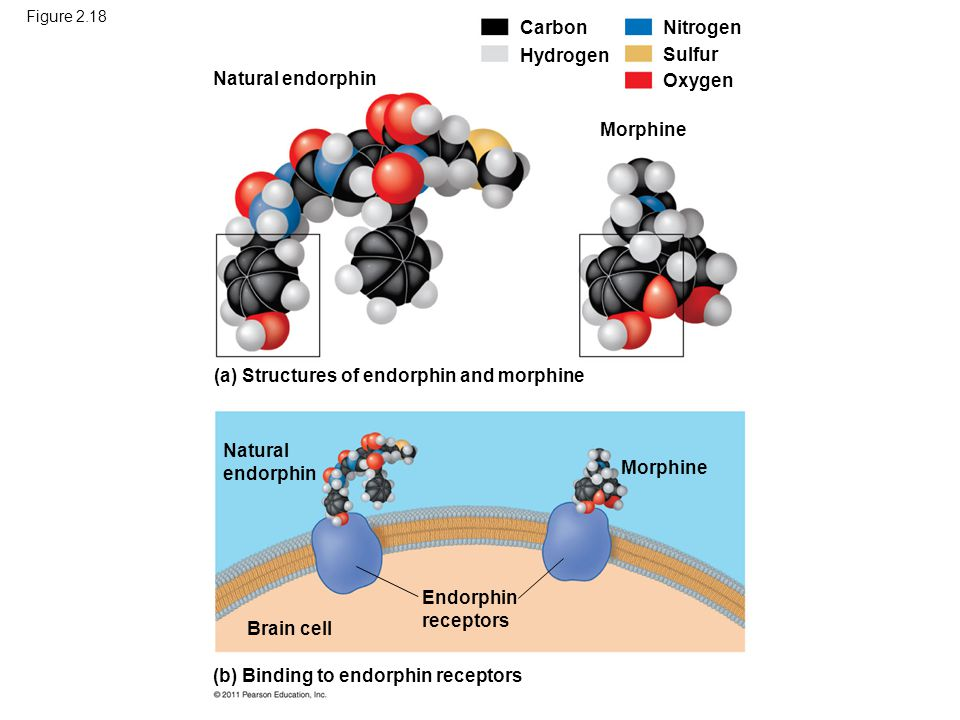 Figure 2.18
Carbon
Nitrogen
Hydrogen
Sulfur
Oxygen
Natural endorphin
Morphine
(a) Structures of endorphin and morphine
Natural
endorphin
Morphine
Endorphin
receptors
Brain cell
(b) Binding to endorphin receptors
© 2011 Pearson Education, Inc.